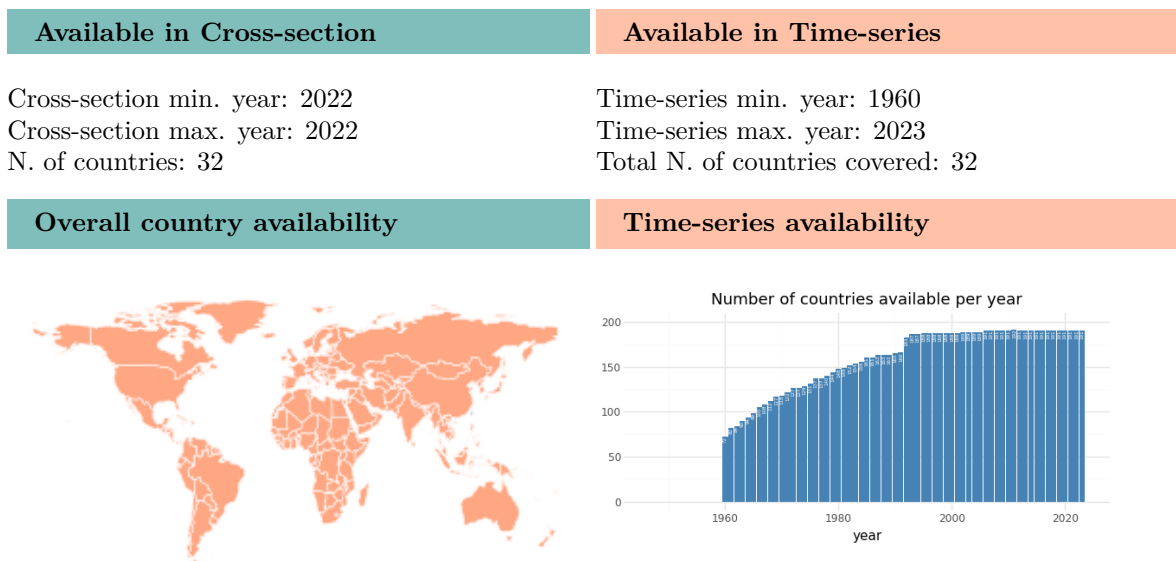 Available in Cross-section
Available in Time-series
Cross-section min. year: 2022
Cross-section max. year: 2022
N. of countries: 32
Time-series min. year: 1960
Time-series max. year: 2023
Total N. of countries covered: 32
Overall country availability
Time-series availability
Number of countries available per year
200
150
100
50
0
1960
1980
2000
2020
year